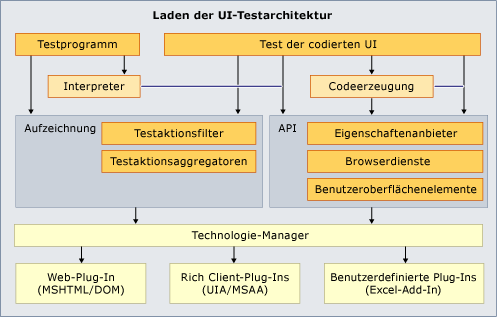 Laden der UI-Testarchitektur
Testprogramm
Test der codierten UI
Interpreter
Codeerzeugung
Aufzeichnung
Testaktionsfilter
Testaktionsaggregatoren
API
Eigenschaftenanbieter
Browserdienste
Benutzeroberflächenelemente
Technologie-Manager
Web-Plug-In
(MSHTML/DOM)
Rich Client-Plug-Ins
(UIA/MSAA)
Benutzerdefinierte Plug-Ins
(Excel-Add-In)